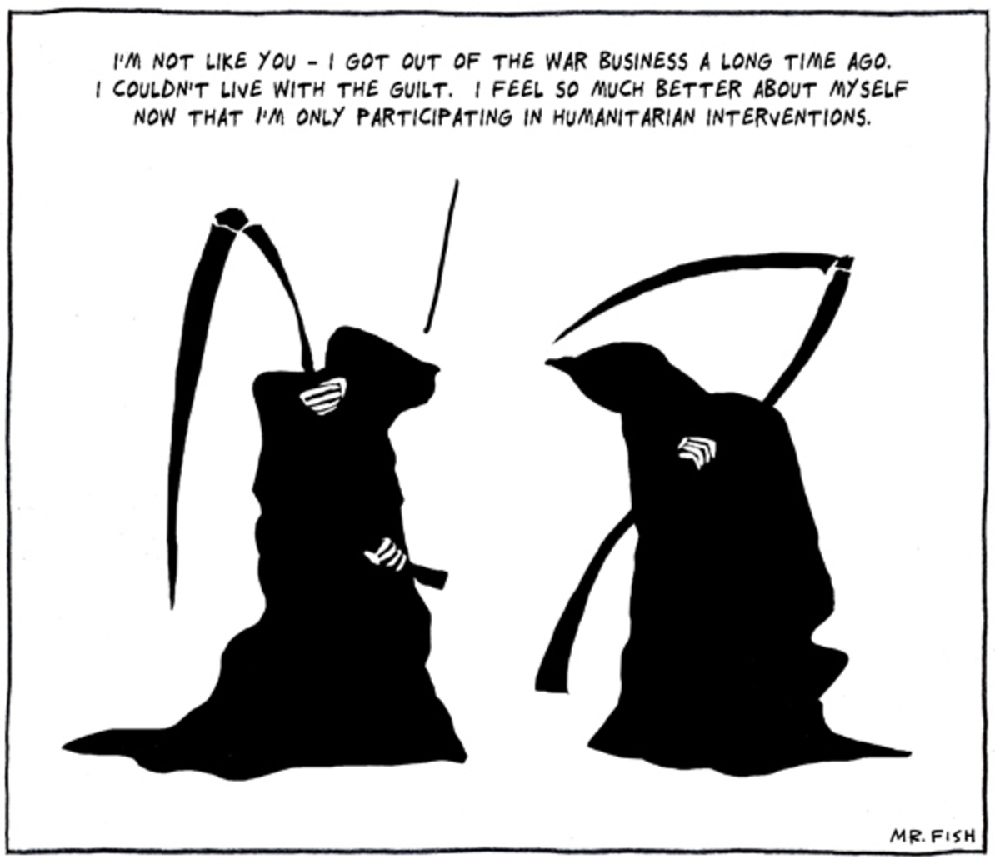 I'M NOT LIKE YOU - I GOT OUT OF THE WAR BUSINESS A LONG TIME AGO.
I COULDN'T LIVE WITH THE GUILT. I FEEL SO MUCH BETTER ABOUT MYSELF
NOW THAT I'M ONLY PARTICIPATING IN HUMANITARIAN INTERVENTIONS.
MR. FISH